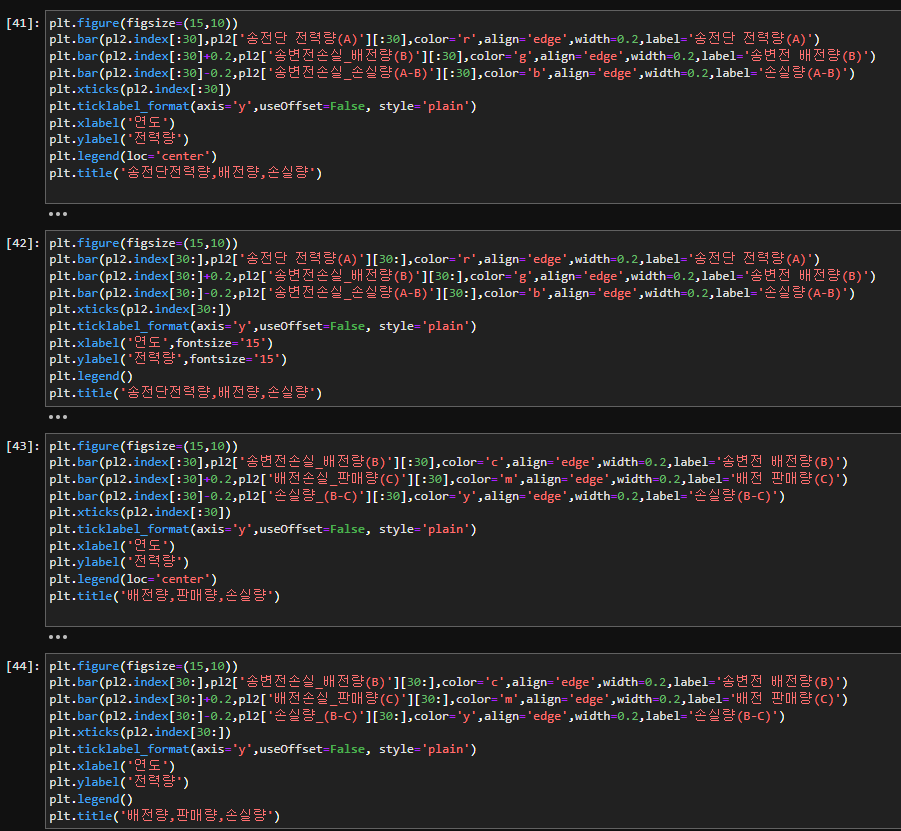 [41]: plt.figure(figsize=(15,10))
plt.bar(pl2.index[:30],pl2['송전단 전력량(A)'][:30],color='r',align='edge',width=0.2,label='송전단 전력량(A)')
plt.bar(pl2.index[:30]+0.2,pl2['송변전손실_배전량(B)'][:30],color='g',align='edge',width=0.2,label='송변전 배전량(B)')
plt.bar(pl2.index[:30]-0.2,pl2['송변전손실_손실량(A-B)'][:30],color='b',align='edge',width=0.2,label='손실량(A-B)')
plt.xticks(pl2.index[:30])
plt.ticklabel_format(axis='y',useOffset=False, style='plain')
plt.xlabel('연도')
plt.ylabel('전력량')
plt.legend(loc='center')
plt.title('송전단전력량,배전량,손실량')
[42]: plt.figure(figsize=(15,10))
plt.bar(pl2.index[30:],pl2['송전단 전력량(A)'][30:],color='r',align='edge',width=0.2,label='송전단 전력량(A)')
plt.bar(pl2.index[30:]+0.2,pl2['송변전손실_배전량(B)'][30:],color='g',align='edge',width=0.2,label='송변전 배전량(B)')
plt.bar(pl2.index[30:]-0.2,pl2['송변전손실_손실량(A-B)'][30:],color='b',align='edge',width=0.2,label='손실량(A-B)')
plt.xticks(pl2.index[30:])
plt.ticklabel_format(axis='y',useOffset=False, style='plain')
plt.xlabel('연도',fontsize='15')
plt.ylabel('전력량',fontsize='15')
plt.legend()
plt.title('송전단전력량,배전량,손실량')
[43]: plt.figure(figsize=(15,10))
plt.bar(pl2.index[:30],pl2['송변전손실_배전량(B)'][:30],color='c',align='edge',width=0.2,label='송변전 배전량(B)')
plt.bar(pl2.index[:30]+0.2,pl2['배전손실_판매량(C)'][:30],color='m',align='edge',width=0.2,label='배전 판매량(C)')
plt.bar(pl2.index[:30]-0.2,pl2['손실량_(B-C)'][:30],color='y',align='edge',width=0.2,label='손실량(B-C)')
plt.xticks(pl2.index[:30])
plt.ticklabel_format(axis='y',useOffset=False, style='plain')
plt.xlabel('연도')
plt.ylabel('전력량')
plt.legend(loc='center')
plt.title('배전량,판매량,손실량')
[44]: plt.figure(figsize=(15,10))
plt.bar(pl2.index[30:],pl2['송변전손실_배전량(B)'][30:],color='c',align='edge',width=0.2,label='송변전 배전량(B)')
plt.bar(pl2.index[30:]+0.2,pl2['배전손실_판매량(C)'][30:],color='m',align='edge',width=0.2,label='배전 판매량(C)')
plt.bar(pl2.index[30:]-0.2,pl2['손실량_(B-C)'][30:],color='y',align='edge',width=0.2,label='손실량(B-C)')
plt.xticks(pl2.index[30:])
plt.ticklabel_format(axis='y',useOffset=False, style='plain')
plt.xlabel('연도')
plt.ylabel('전력량')
plt.legend()
plt.title('배전량,판매량,손실량')